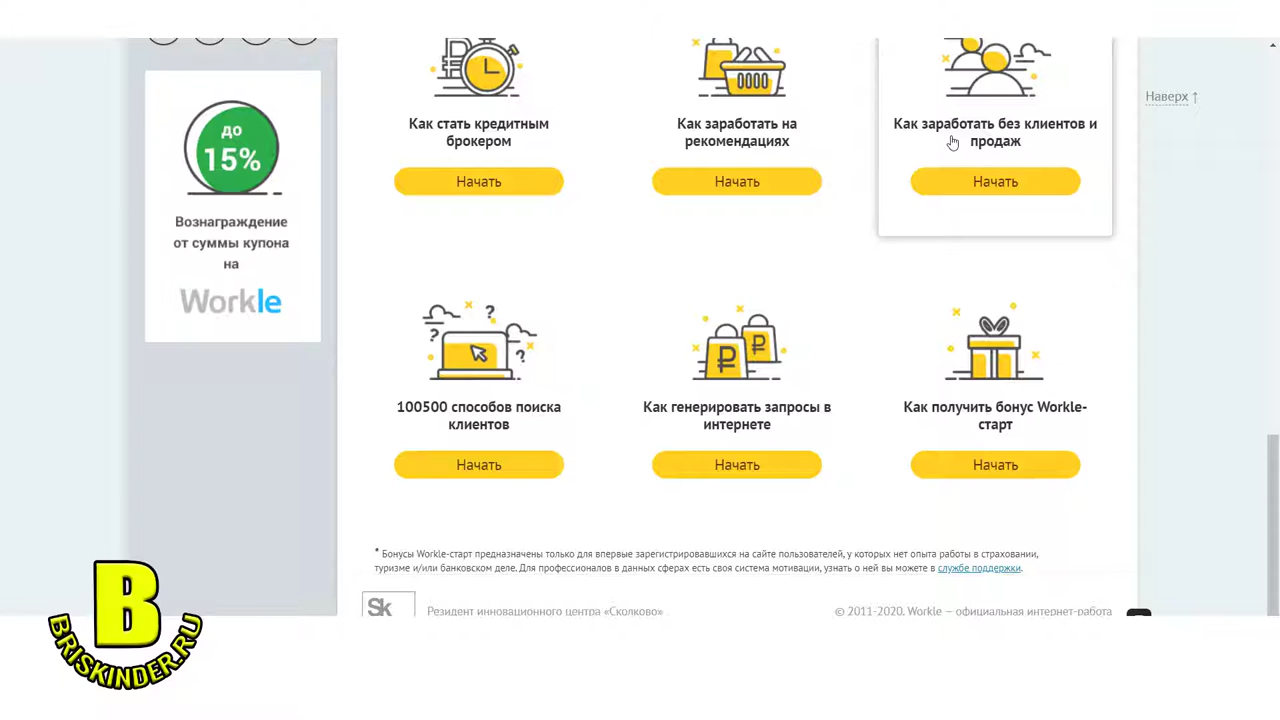 до
15%
Вознаграждение
от суммы купона
на
Workle
Как стать кредитным
брокером
Начать
Как заработать на
рекомендациях
Начать
Как заработать без клиентов и
продаж
Начать
Наверх ↑
? ? ?
100500 способов поиска
клиентов
Начать
₽ ₽
Как генерировать запросы в
интернете
Начать
Как получить бонус Workle-
старт
Начать
* Бонусы Workle-старт предназначены только для впервые зарегистрировавшихся на сайте пользователей, у которых нет опыта работы в страховании,
туризме и/или банковском деле. Для профессионалов в данных сферах есть своя система мотивации, узнать о ней вы можете в службе поддержки.
Sk
Резидент инновационного центра «Сколково»
© 2011-2020, Workle — официальная интернет-работа
B
BRISKINDER.RU